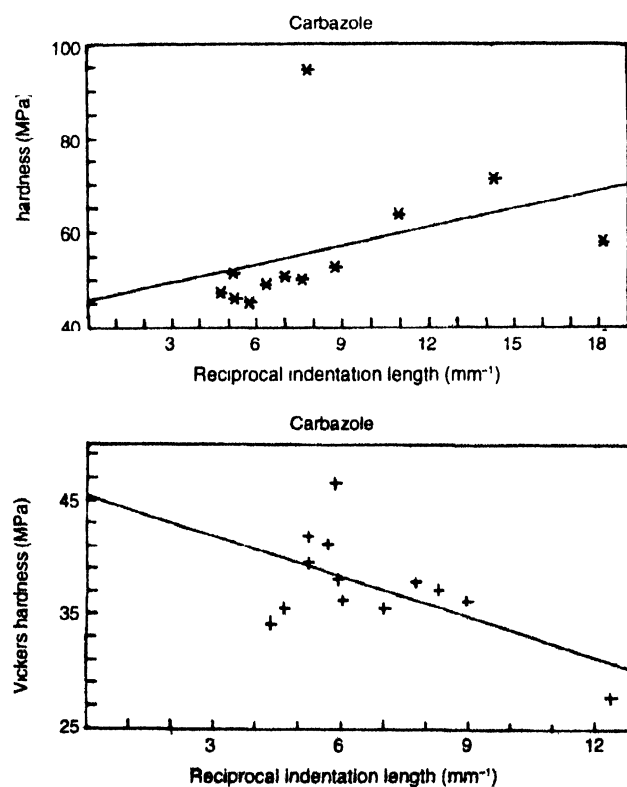 Carbazole
hardness (MPa)
100
80
60
40
3 6 9 12 15 18
Reciprocal indentation length (mm⁻¹)
Carbazole
Vickers hardness (MPa)
45
35
25
3 6 9 12
Reciprocal indentation length (mm⁻¹)